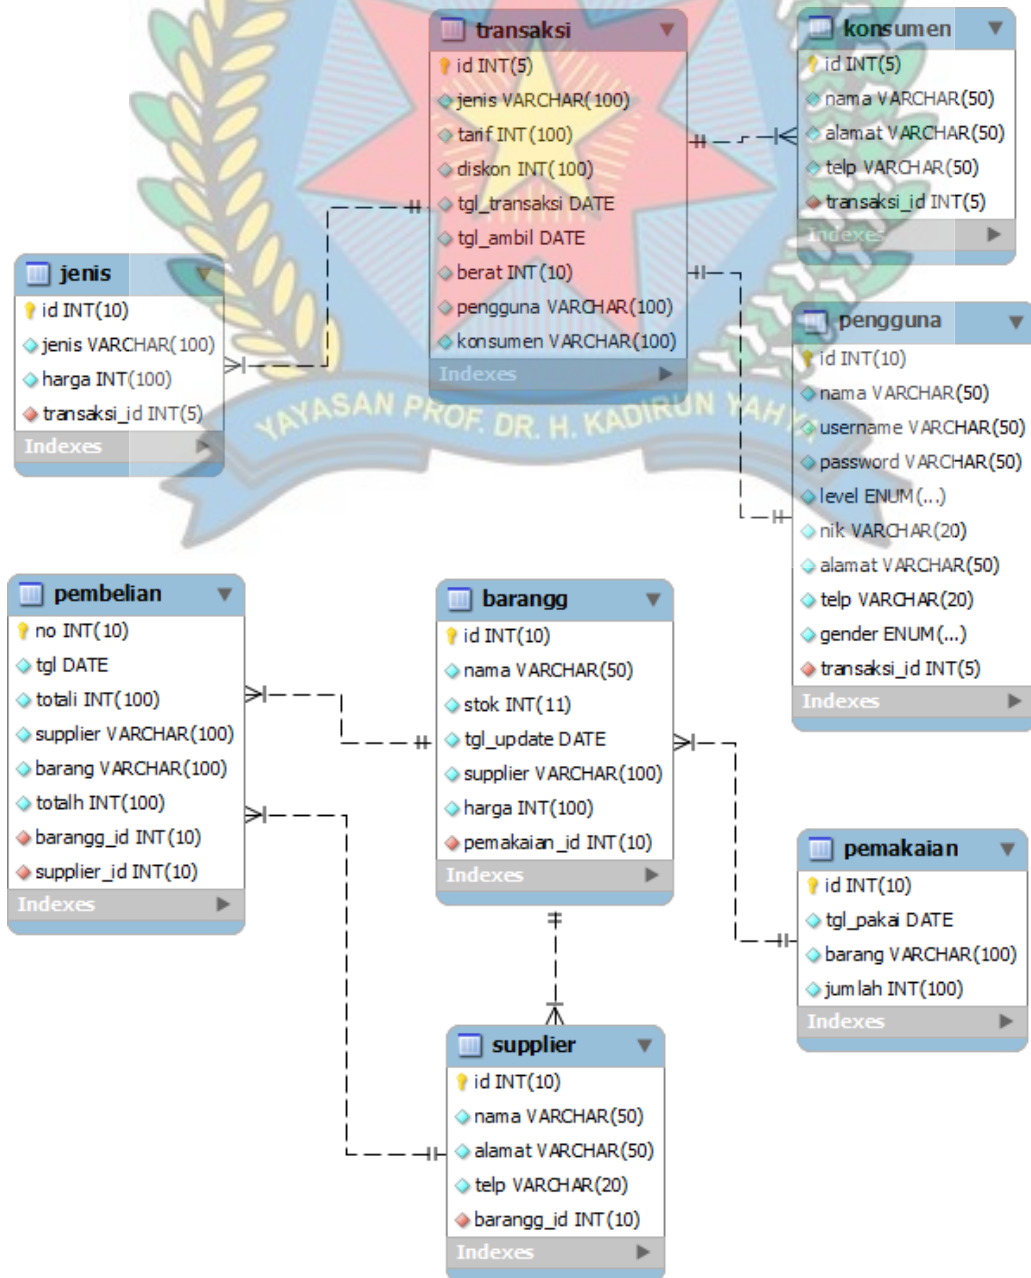 transaksi
id INT(5)
jenis VARCHAR(100)
tarif INT(100)
diskon INT(100)
tgl_transaksi DATE
tgl_ambil DATE
berat INT(10)
pengguna VARCHAR(100)
konsumen VARCHAR(100)
Indexes
konsumen
id INT(5)
nama VARCHAR(50)
alamat VARCHAR(50)
telp VARCHAR(50)
transaksi_id INT(5)
Indexes
jenis
id INT(10)
jenis VARCHAR(100)
harga INT(100)
transaksi_id INT(5)
Indexes
pengguna
id INT(10)
nama VARCHAR(50)
username VARCHAR(50)
password VARCHAR(50)
level ENUM(...)
nik VARCHAR(20)
alamat VARCHAR(50)
telp VARCHAR(20)
gender ENUM(...)
transaksi_id INT(5)
Indexes
YAYASAN PROF. DR. H. KADIRUN YAHYA
pembelian
no INT(10)
tgl DATE
totali INT(100)
supplier VARCHAR(100)
barang VARCHAR(100)
totalh INT(100)
barangg_id INT(10)
supplier_id INT(10)
Indexes
barangg
id INT(10)
nama VARCHAR(50)
stok INT(11)
tgl_update DATE
supplier VARCHAR(100)
harga INT(100)
pemakaian_id INT(10)
Indexes
pemakaian
id INT(10)
tgl_pakai DATE
barang VARCHAR(100)
jumlah INT(100)
Indexes
supplier
id INT(10)
nama VARCHAR(50)
alamat VARCHAR(50)
telp VARCHAR(20)
barangg_id INT(10)
Indexes